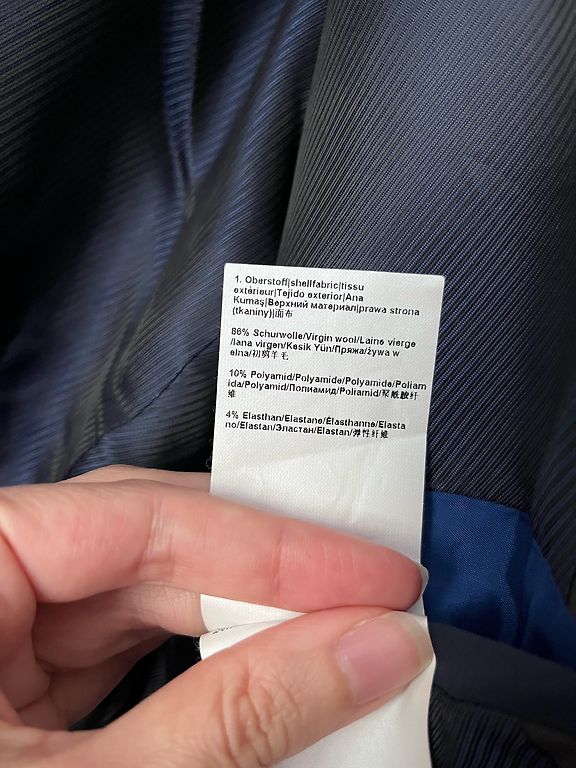 1. Oberstoff|shellfabric|tissu
extérieur|Tejido exterior|Ana
Kumaş|Верхний материал|prawa strona
(tkaniny)|面布
86% Schurwolle/Virgin wool/Laine vierge
/lana virgen/Kesik Yün/Пряжа/żywa w
elna/初剪羊毛
10% Polyamid/Polyamide/Polyamide/Poliam
ida/Polyamid/Полиамид/Poliamid/聚酰胺纤
维
4% Elasthan/Elastane/Élasthanne/Elasta
no/Elastan/Эластан/Elastan/弹性纤维